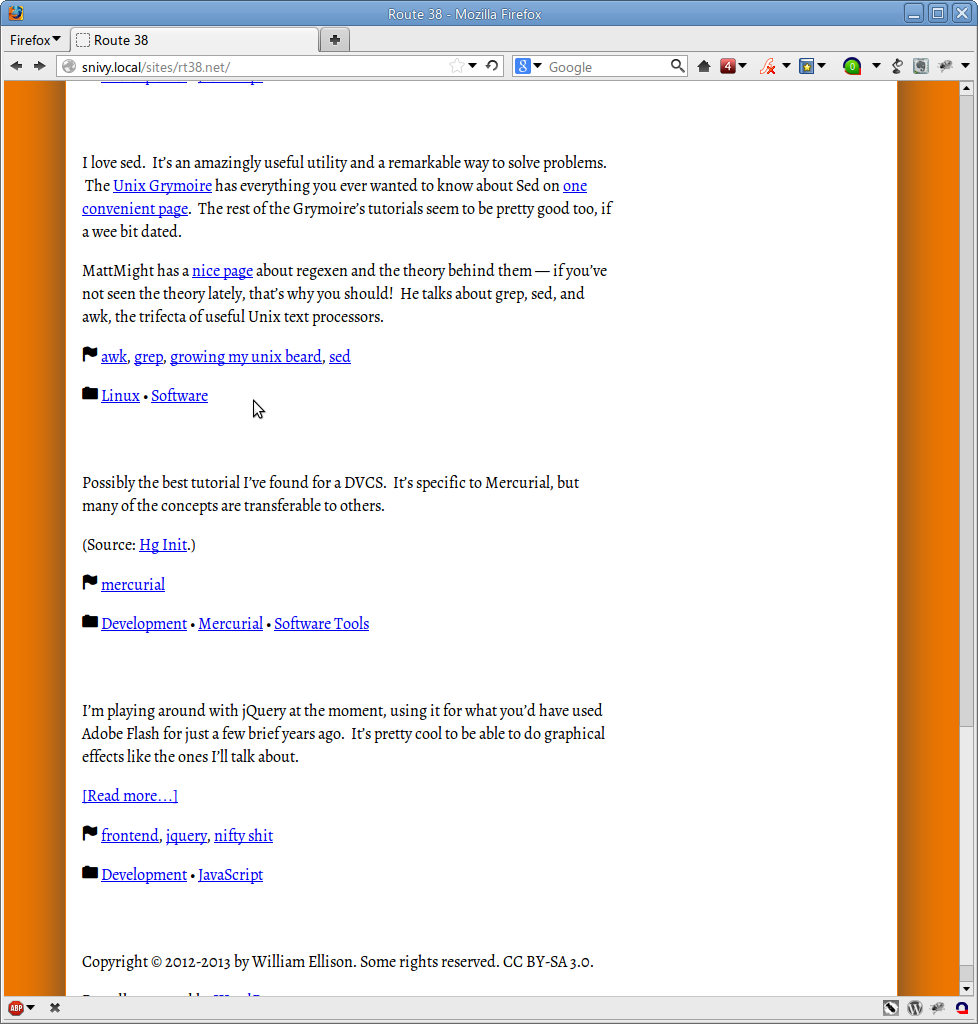 Route 38 - Mozilla Firefox
Firefox
Route 38
snivy.local/sites/rt38.net/
8
Google
4
0
I love sed.  It’s an amazingly useful utility and a remarkable way to solve problems.
The Unix Grymoire has everything you ever wanted to know about Sed on one
convenient page.  The rest of the Grymoire’s tutorials seem to be pretty good too, if
a wee bit dated.
MattMight has a nice page about regexen and the theory behind them — if you’ve
not seen the theory lately, that’s why you should!  He talks about grep, sed, and
awk, the trifecta of useful Unix text processors.
awk, grep, growing my unix beard, sed
Linux • Software
Possibly the best tutorial I’ve found for a DVCS.  It’s specific to Mercurial, but
many of the concepts are transferable to others.
(Source: Hg Init.)
mercurial
Development • Mercurial • Software Tools
I’m playing around with jQuery at the moment, using it for what you’d have used
Adobe Flash for just a few brief years ago.  It’s pretty cool to be able to do graphical
effects like the ones I’ll talk about.
[Read more…]
frontend, jquery, nifty shit
Development • JavaScript
Copyright © 2012-2013 by William Ellison. Some rights reserved. CC BY-SA 3.0.
ABP